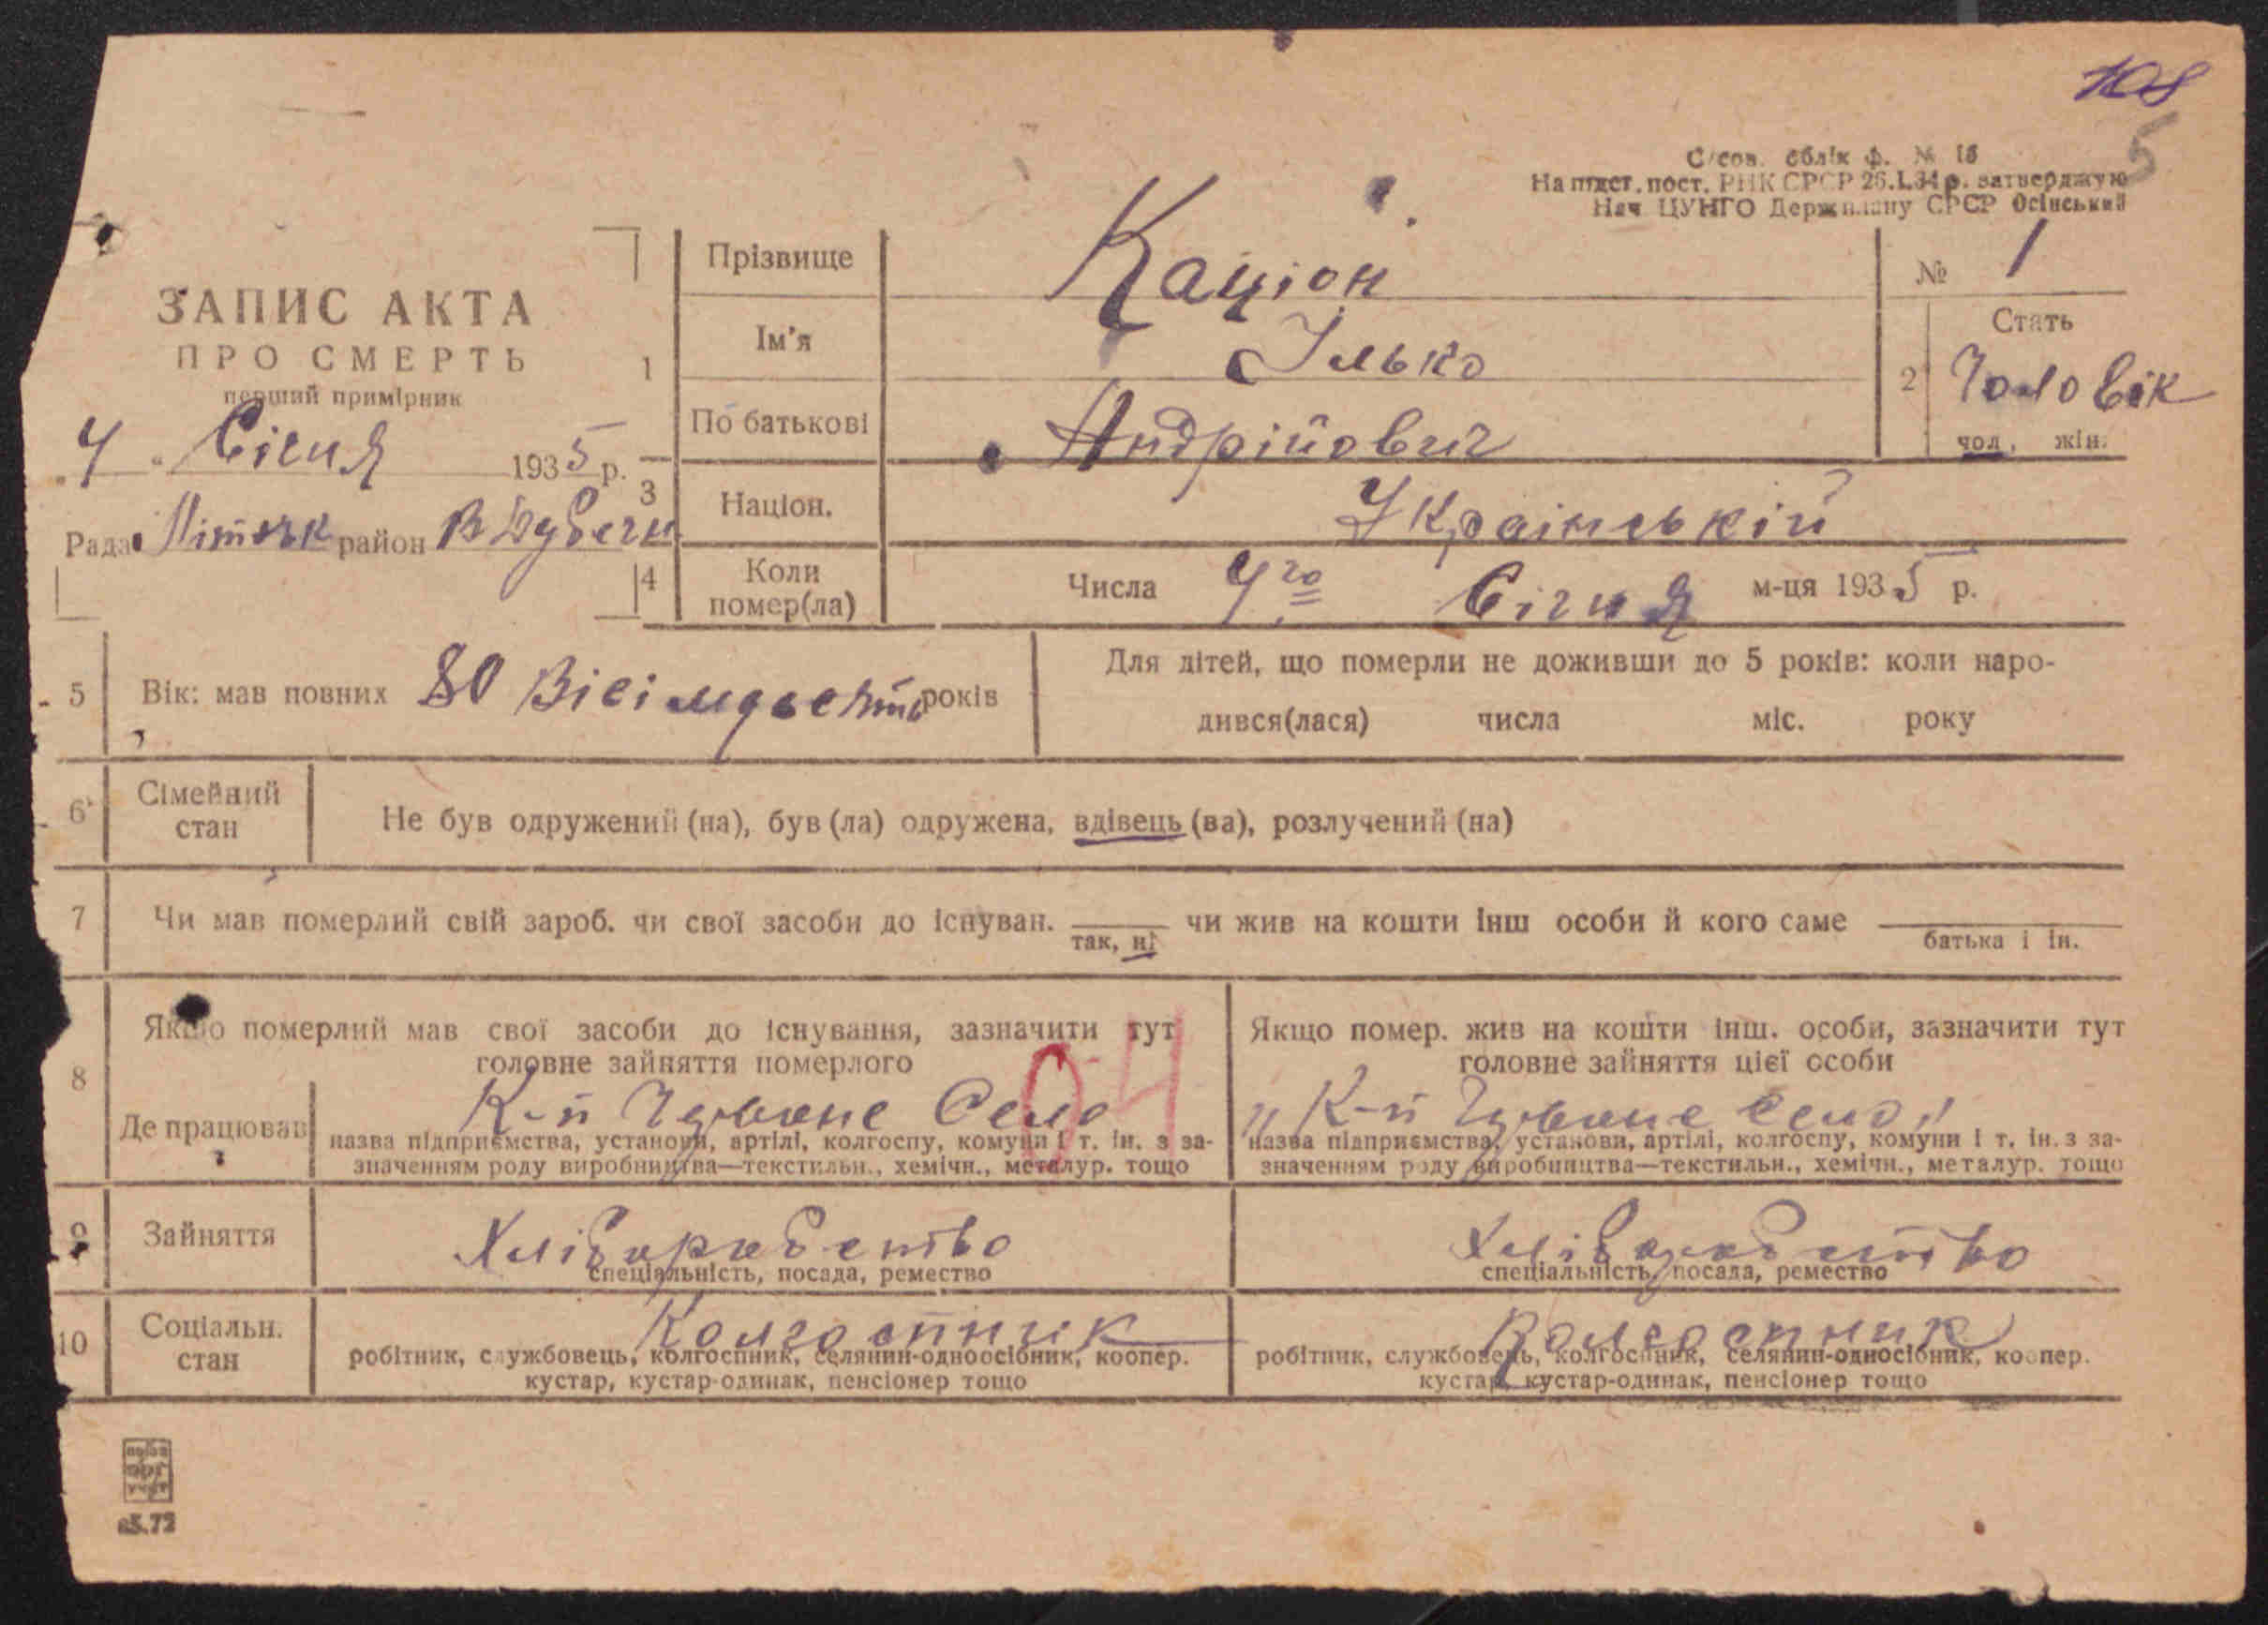 108
5
С/сов. облік ф. № 16
На підст. пост. РНК СРСР 26.I.34 р. затверджую
Нач ЦУНГО Держплану СРСР Осінський
ЗАПИС АКТА
ПРО СМЕРТЬ
перший примірник
4 Січня 1935 р.
Рада район В Дубечн
1 Прізвище Каціон
№ 1
Ім'я Ілько
По батькові Андрійович
2 Стать
Чоловік
чол, жін.
3 Націон. Українській
4 Коли помер(ла) Числа 4го Січня м-ця 1935 р.
5 Вік: мав повних 80 Вісімдесять років
Для дітей, що померли не доживши до 5 років: коли наро-
дився(лася) числа міс. року
6 Сімейний стан Не був одружений (на), був (ла) одружена, вдівець (ва), розлучений (на)
7 Чи мав померлий свій зароб. чи свої засоби до існуван. чи жив на кошти інш особи й кого саме
так, ні
батька і ін.
8 Якщо померлий мав свої засоби до існування, зазначити тут
головне зайняття померлого
Де працював К-п Червоне Село
04
назва підприємства, установи, артілі, колгоспу, комуни і т. ін. з за-
значенням роду виробництва—текстильн., хемічн., металур. тощо
Якщо помер. жив на кошти інш. особи, зазначити тут
головне зайняття цієї особи
К-п Червоне Село
назва підприємства, установи, артілі, колгоспу, комуни і т. ін. з за-
значенням роду виробництва—текстильн., хемічн., металур. тощо
9 Зайняття Хліборобство Хліборобство
спеціальність, посада, ремество спеціальність, посада, ремество
10 Соціальн. стан Колгоспник Колгоспник
робітник, службовець, колгоспник, селянин-одноосібник, коопер.
кустар, кустар-одинак, пенсіонер тощо
робітник, службовець, колгоспник, селянин-односібник, коопер.
кустар, кустар-одинак, пенсіонер тощо